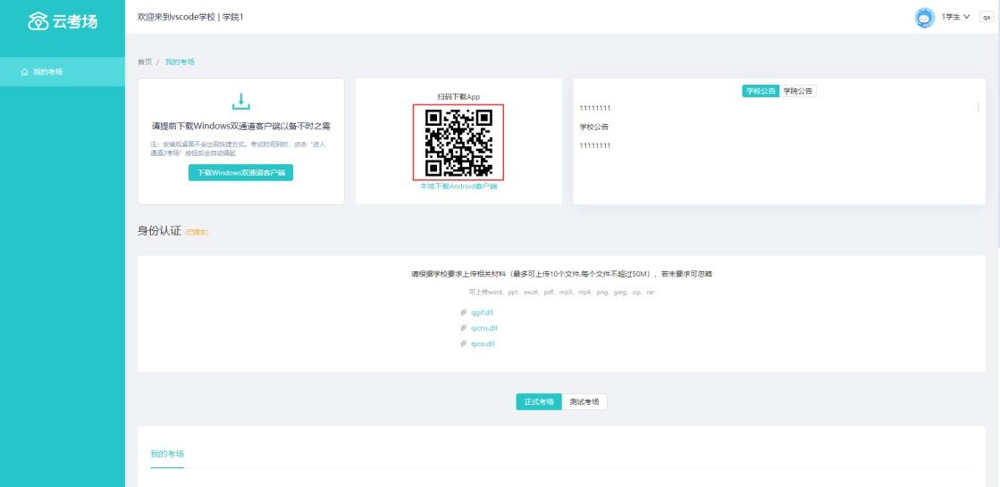 云考场
欢迎来到vscode学校 | 学院1
1学生
qa
我的考场
首页 / 我的考场
请提前下载Windows双通道客户端以备不时之需
注：安装后桌面不会出现快捷方式。考试时间到时，点击“进入
通道2考场”按钮后会自动调起
下载Windows双通道客户端
扫码下载App
本地下载Android客户端
学校公告 学院公告
11111111
学校公告
11111111
身份认证 (已提交)
请根据学校要求上传相关材料（最多可上传10个文件,每个文件不超过50M），若未要求可忽略
可上传word、ppt、excel、pdf、mp3、mp4、png、jpeg、zip、rar
qgif.dll
qicns.dll
qico.dll
正式考场 测试考场
我的考场